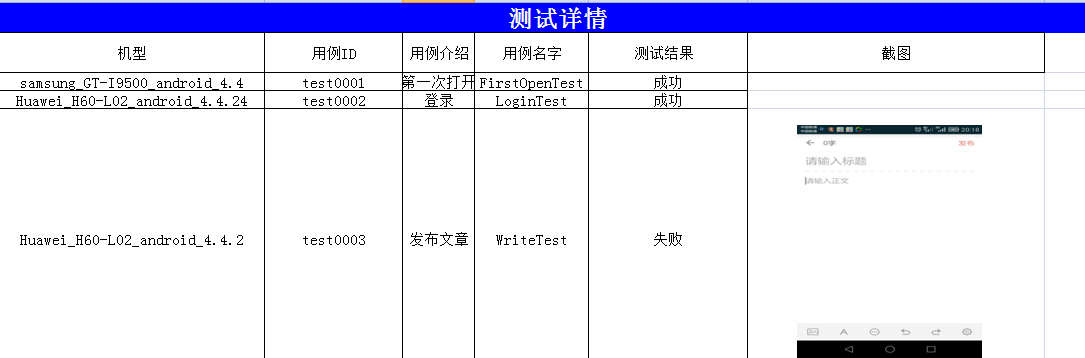 测试详情
机型 用例ID 用例介绍 用例名字 测试结果 截图
samsung_GT-I9500_android_4.4 test0001 第一次打开 FirstOpenTest 成功
Huawei_H60-L02_android_4.4.24 test0002 登录 LoginTest 成功
Huawei_H60-L02_android_4.4.2 test0003 发布文章 WriteTest 失败
20:18
0字 发布
请输入标题
请输入正文